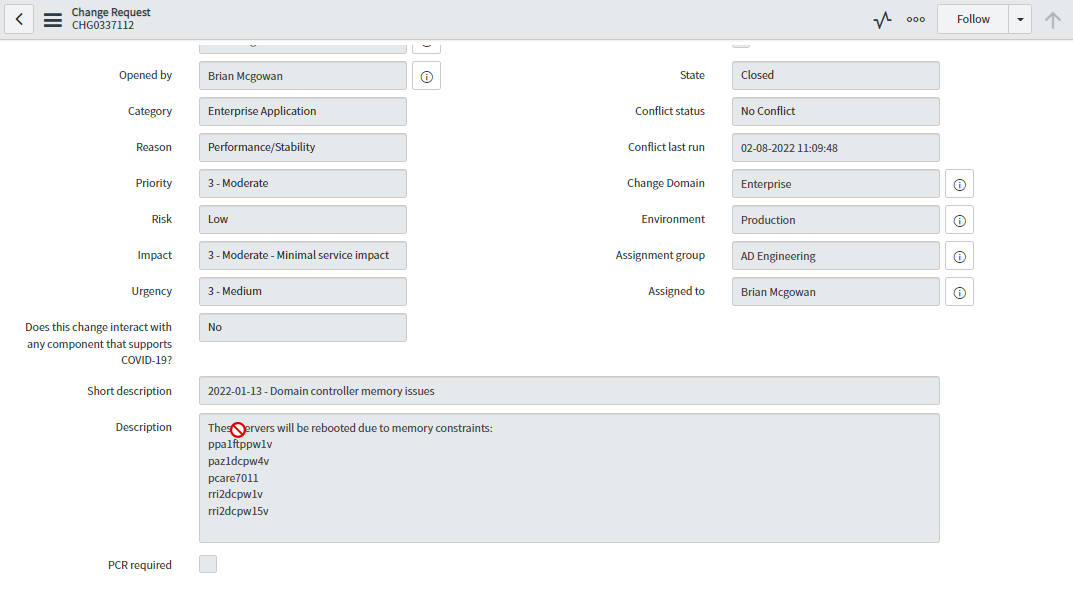 Change Request
CHG0337112
Follow
Opened by
Brian Mcgowan
State
Closed
Category
Enterprise Application
Conflict status
No Conflict
Reason
Performance/Stability
Conflict last run
02-08-2022 11:09:48
Priority
3 - Moderate
Change Domain
Enterprise
Risk
Low
Environment
Production
Impact
3 - Moderate - Minimal service impact
Assignment group
AD Engineering
Urgency
3 - Medium
Assigned to
Brian Mcgowan
Does this change interact with
any component that supports
COVID-19?
No
Short description
2022-01-13 - Domain controller memory issues
Description
These servers will be rebooted due to memory constraints:
ppa1ftppw1v
paz1dcpw4v
pcare7011
rri2dcpw1v
rri2dcpw15v
PCR required